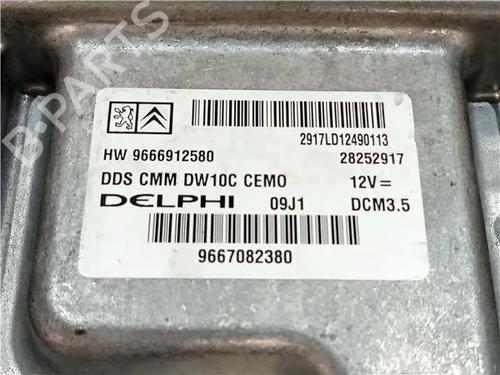 B-PARTS
2917LD12490113
HW 9666912580 28252917
DDS CMM DW10C CEMO 12V=
DELPHI 09J1 DCM3.5
9667082380